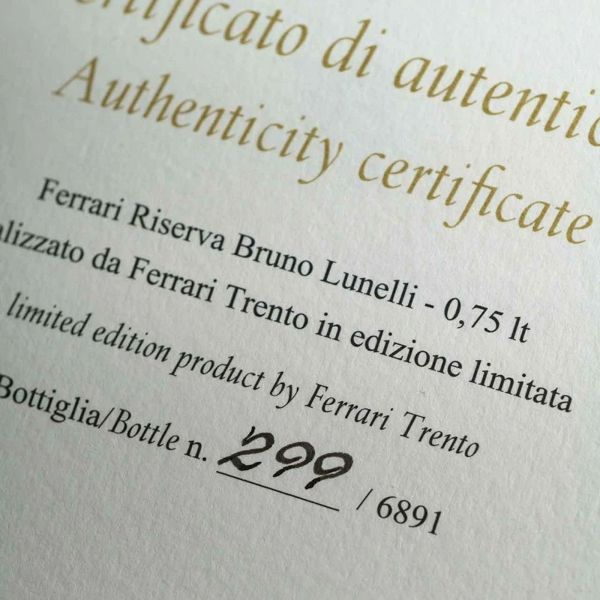 certificato di autentic
Authenticity certificate
Ferrari Riserva Bruno Lunelli - 0,75 lt
alizzato da Ferrari Trento in edizione limitata
limited edition product by Ferrari Trento
Bottiglia/Bottle n. 299 / 6891